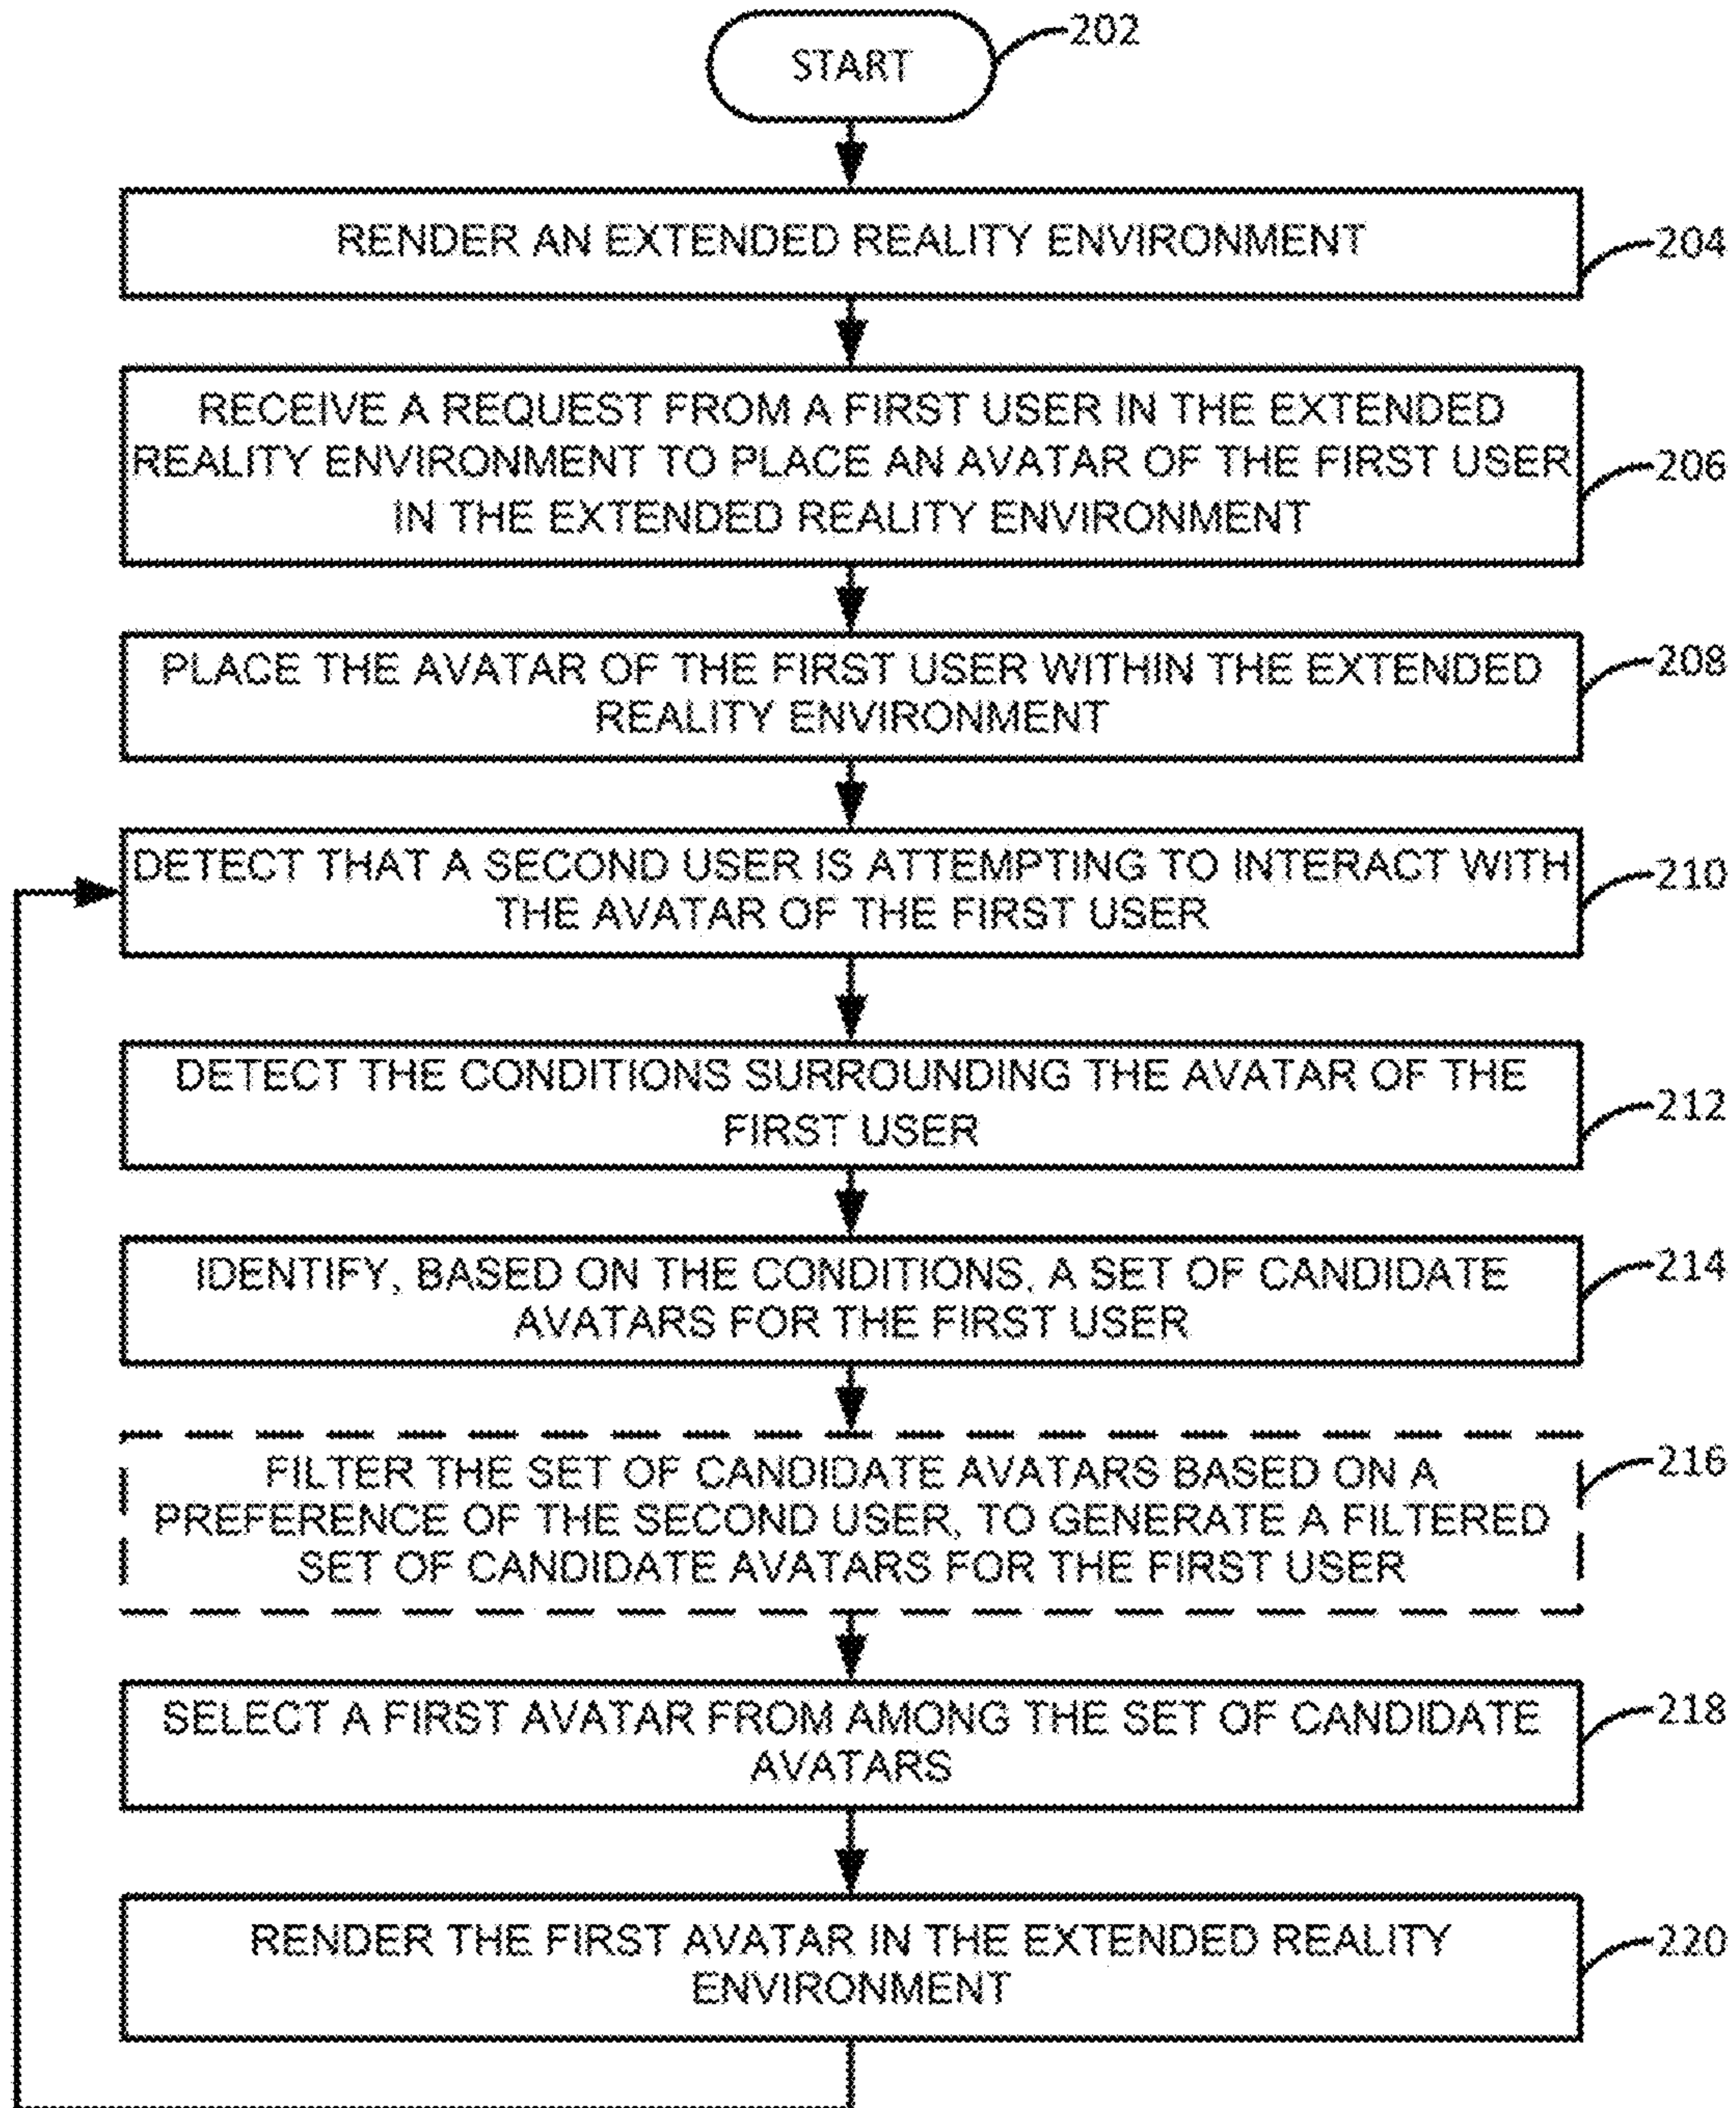 START
202
RENDER AN EXTENDED REALITY ENVIRONMENT
204
RECEIVE A REQUEST FROM A FIRST USER IN THE EXTENDED
REALITY ENVIRONMENT TO PLACE AN AVATAR OF THE FIRST USER
IN THE EXTENDED REALITY ENVIRONMENT
206
PLACE THE AVATAR OF THE FIRST USER WITHIN THE EXTENDED
REALITY ENVIRONMENT
208
DETECT THAT A SECOND USER IS ATTEMPTING TO INTERACT WITH
THE AVATAR OF THE FIRST USER
210
DETECT THE CONDITIONS SURROUNDING THE AVATAR OF THE
FIRST USER
212
IDENTIFY, BASED ON THE CONDITIONS, A SET OF CANDIDATE
AVATARS FOR THE FIRST USER
214
FILTER THE SET OF CANDIDATE AVATARS BASED ON A
PREFERENCE OF THE SECOND USER, TO GENERATE A FILTERED
SET OF CANDIDATE AVATARS FOR THE FIRST USER
216
SELECT A FIRST AVATAR FROM AMONG THE SET OF CANDIDATE
AVATARS
218
RENDER THE FIRST AVATAR IN THE EXTENDED REALITY
ENVIRONMENT
220